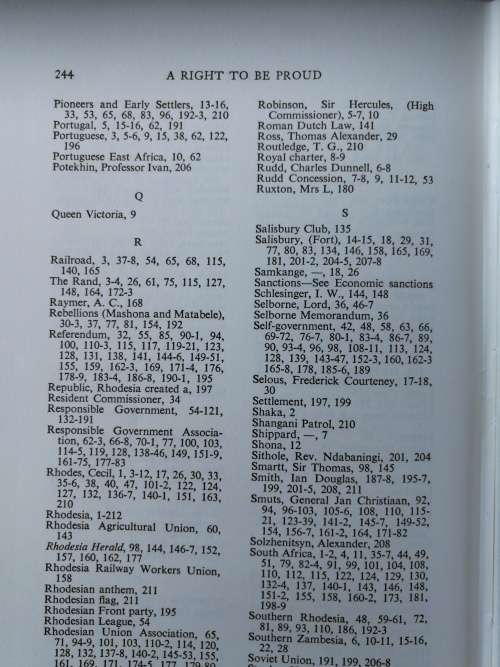 244
A RIGHT TO BE PROUD
Pioneers and Early Settlers, 13-16,
33, 53, 65, 68, 83, 96, 192-3, 210
Portugal, 5, 15-16, 62, 191
Portuguese, 3, 5-6, 9, 15, 38, 62, 122,
196
Portuguese East Africa, 10, 62
Potekhin, Professor Ivan, 206
Q
Queen Victoria, 9
R
Railroad, 3, 37-8, 54, 65, 68, 115,
140, 165
The Rand, 3-4, 26, 61, 75, 115, 127,
148, 164, 172-3
Raymer, A. C., 168
Rebellions (Mashona and Matabele),
30-3, 37, 77, 81, 154, 192
Referendum, 32, 55, 85, 90-1, 94,
100, 110-3, 115, 117, 119-21, 123,
128, 131, 138, 141, 144-6, 149-51,
155, 159, 162-3, 169, 171-4, 176,
178-9, 183-4, 186-8, 190-1, 195
Republic, Rhodesia created a, 197
Resident Commissioner, 34
Responsible Government, 54-121,
132-191
Responsible Government Associa-
tion, 62-3, 66-8, 70-1, 77, 100, 103,
114-5, 119, 128, 138-46, 149, 151-9,
161-75, 177-83
Rhodes, Cecil, 1, 3-12, 17, 26, 30, 33,
35-6, 38, 40, 47, 101-2, 122, 124,
127, 132, 136-7, 140-1, 151, 163,
210
Rhodesia, 1-212
Rhodesia Agricultural Union, 60,
143
Rhodesia Herald, 98, 144, 146-7, 152,
157, 160, 162, 177
Rhodesia Railway Workers Union,
158
Rhodesian anthem, 211
Rhodesian flag, 211
Rhodesian Front party, 195
Rhodesian League, 54
Rhodesian Union Association, 65,
71, 94-9, 101, 103, 110-2, 114, 120,
128, 132, 137-8, 140-2, 145-53, 155,
161, 169, 171, 174-5, 177, 179-80
Robinson, Sir Hercules, (High
Commissioner), 5-7, 10
Roman Dutch Law, 141
Ross, Thomas Alexander, 29
Routledge, T. G., 210
Royal charter, 8-9
Rudd, Charles Dunnell, 6-8
Rudd Concession, 7-8, 9, 11-12, 53
Ruxton, Mrs L, 180
S
Salisbury Club, 135
Salisbury, (Fort), 14-15, 18, 29, 31,
77, 80, 83, 134, 146, 158, 165, 169,
181, 201-2, 204-5, 207-8
Samkange, —, 18, 26
Sanctions—See Economic sanctions
Schlesinger, I. W., 144, 148
Selborne, Lord, 36, 46-7
Selborne Memorandum, 36
Self-government, 42, 48, 58, 63, 66,
69-72, 76-7, 80-1, 83-4, 86-7, 89,
90, 93-4, 96, 98, 108-11, 113, 124,
128, 139, 143-47, 152-3, 160, 162-3
165-8, 178, 185-6, 189
Selous, Frederick Courteney, 17-18,
30
Settlement, 197, 199
Shaka, 2
Shangani Patrol, 210
Shippard, —, 7
Shona, 12
Sithole, Rev. Ndabaningi, 201, 204
Smartt, Sir Thomas, 98, 145
Smith, Ian Douglas, 187-8, 195-7,
199, 201-5, 208, 211
Smuts, General Jan Christiaan, 92,
94, 96-103, 105-6, 108, 110, 115-
21, 123-39, 141-2, 145-7, 149-52,
154, 156-7, 161-2, 164, 171-82
Solzhenitsyn, Alexander, 208
South Africa, 1-2, 4, 11, 35-7, 44, 49,
51, 79, 82-4, 91, 99, 101, 104, 108,
110, 112, 115, 122, 124, 129, 130,
132-4, 137, 140-1, 143, 146, 148,
151-2, 155, 158, 160-2, 173, 181,
198-9
Southern Rhodesia, 48, 59-61, 72,
81, 89, 93, 110, 186, 192-3
Southern Zambesia, 6, 10-11, 15-16,
22, 28
Soviet Union, 191, 199, 206-8